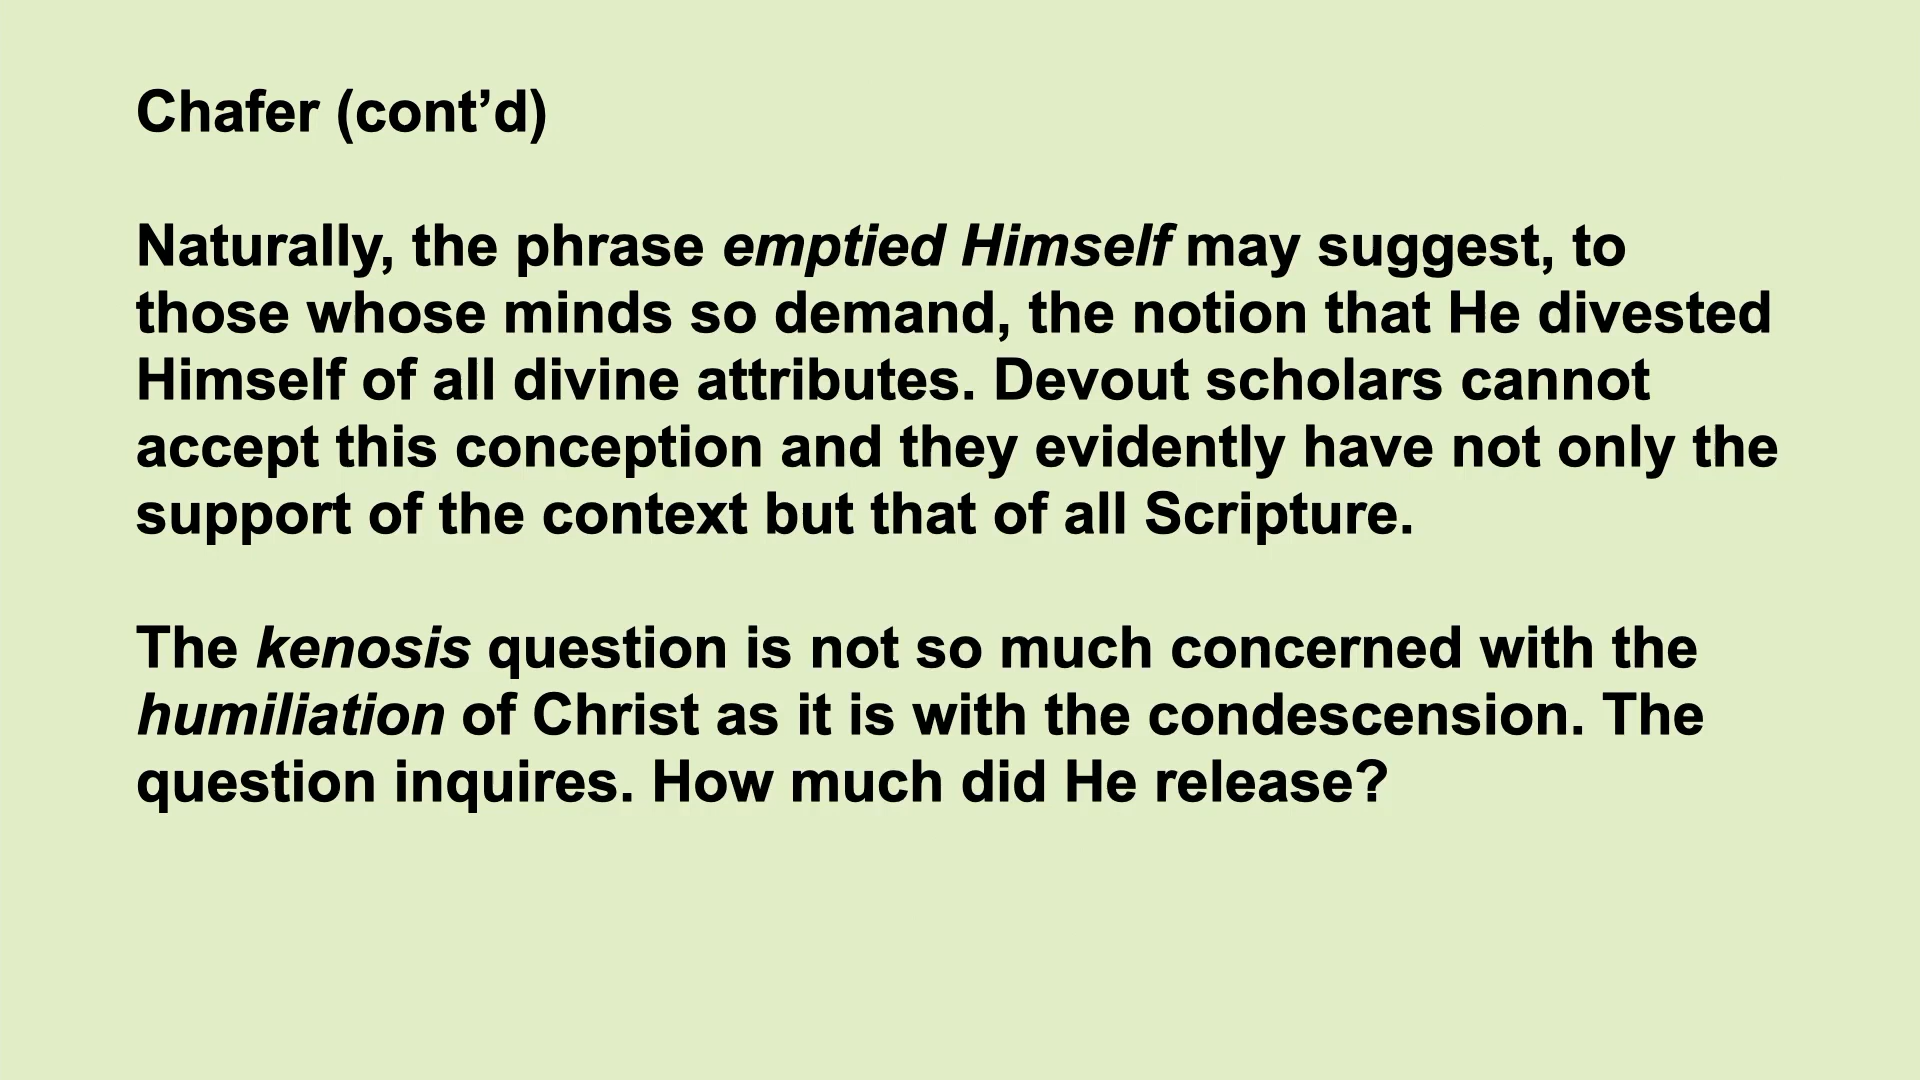 Chafer (cont’d)
Naturally, the phrase emptied Himself may suggest, to
those whose minds so demand, the notion that He divested
Himself of all divine attributes. Devout scholars cannot
accept this conception and they evidently have not only the
support of the context but that of all Scripture.
The kenosis question is not so much concerned with the
humiliation of Christ as it is with the condescension. The
question inquires. How much did He release?